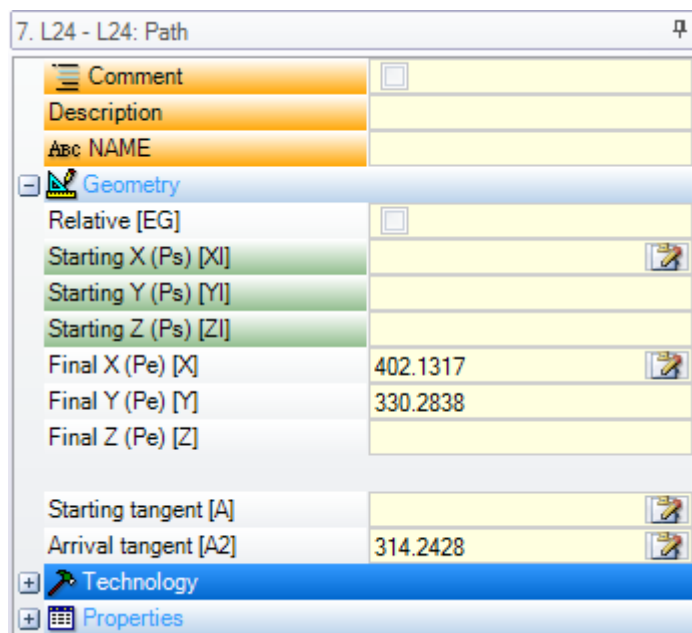 7. L24 - L24: Path
Comment
Description
ABC NAME
Geometry
Relative [EG]
Starting X (Ps) [XI]
Starting Y (Ps) [YI]
Starting Z (Ps) [ZI]
Final X (Pe) [X] 402.1317
Final Y (Pe) [Y] 330.2838
Final Z (Pe) [Z]
Starting tangent [A]
Arrival tangent [A2] 314.2428
Technology
Properties